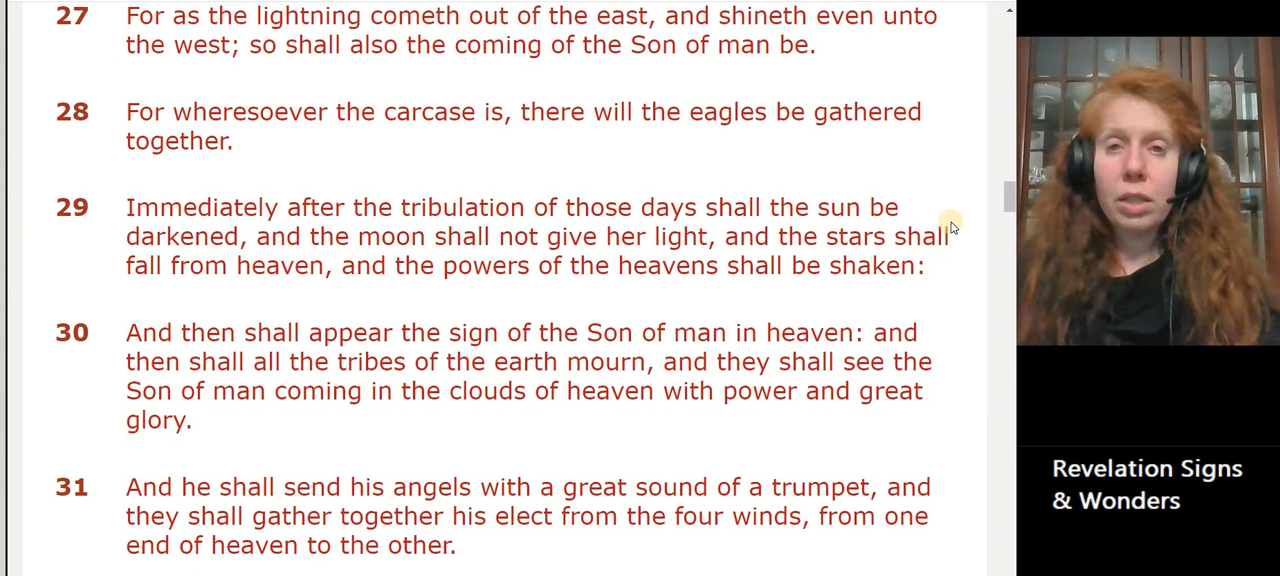 27 For as the lightning cometh out of the east, and shineth even unto
the west; so shall also the coming of the Son of man be.
28 For wheresoever the carcase is, there will the eagles be gathered
together.
29 Immediately after the tribulation of those days shall the sun be
darkened, and the moon shall not give her light, and the stars shall
fall from heaven, and the powers of the heavens shall be shaken:
30 And then shall appear the sign of the Son of man in heaven: and
then shall all the tribes of the earth mourn, and they shall see the
Son of man coming in the clouds of heaven with power and great
glory.
31 And he shall send his angels with a great sound of a trumpet, and
they shall gather together his elect from the four winds, from one
end of heaven to the other.
Revelation Signs
& Wonders